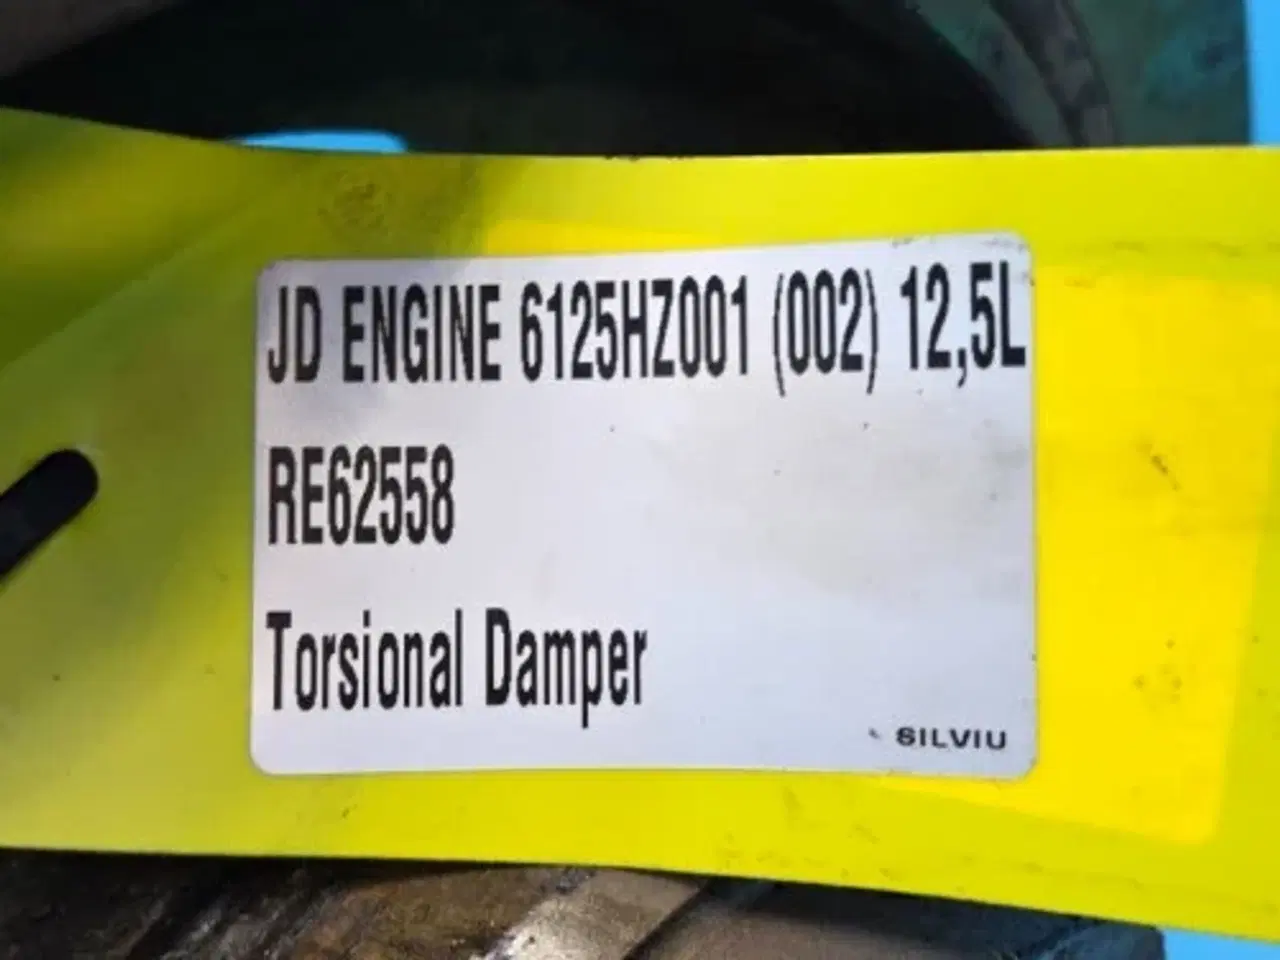 JD ENGINE 6125HZ001 (002) 12,5L
RE62558
Torsional Damper
SILVIU